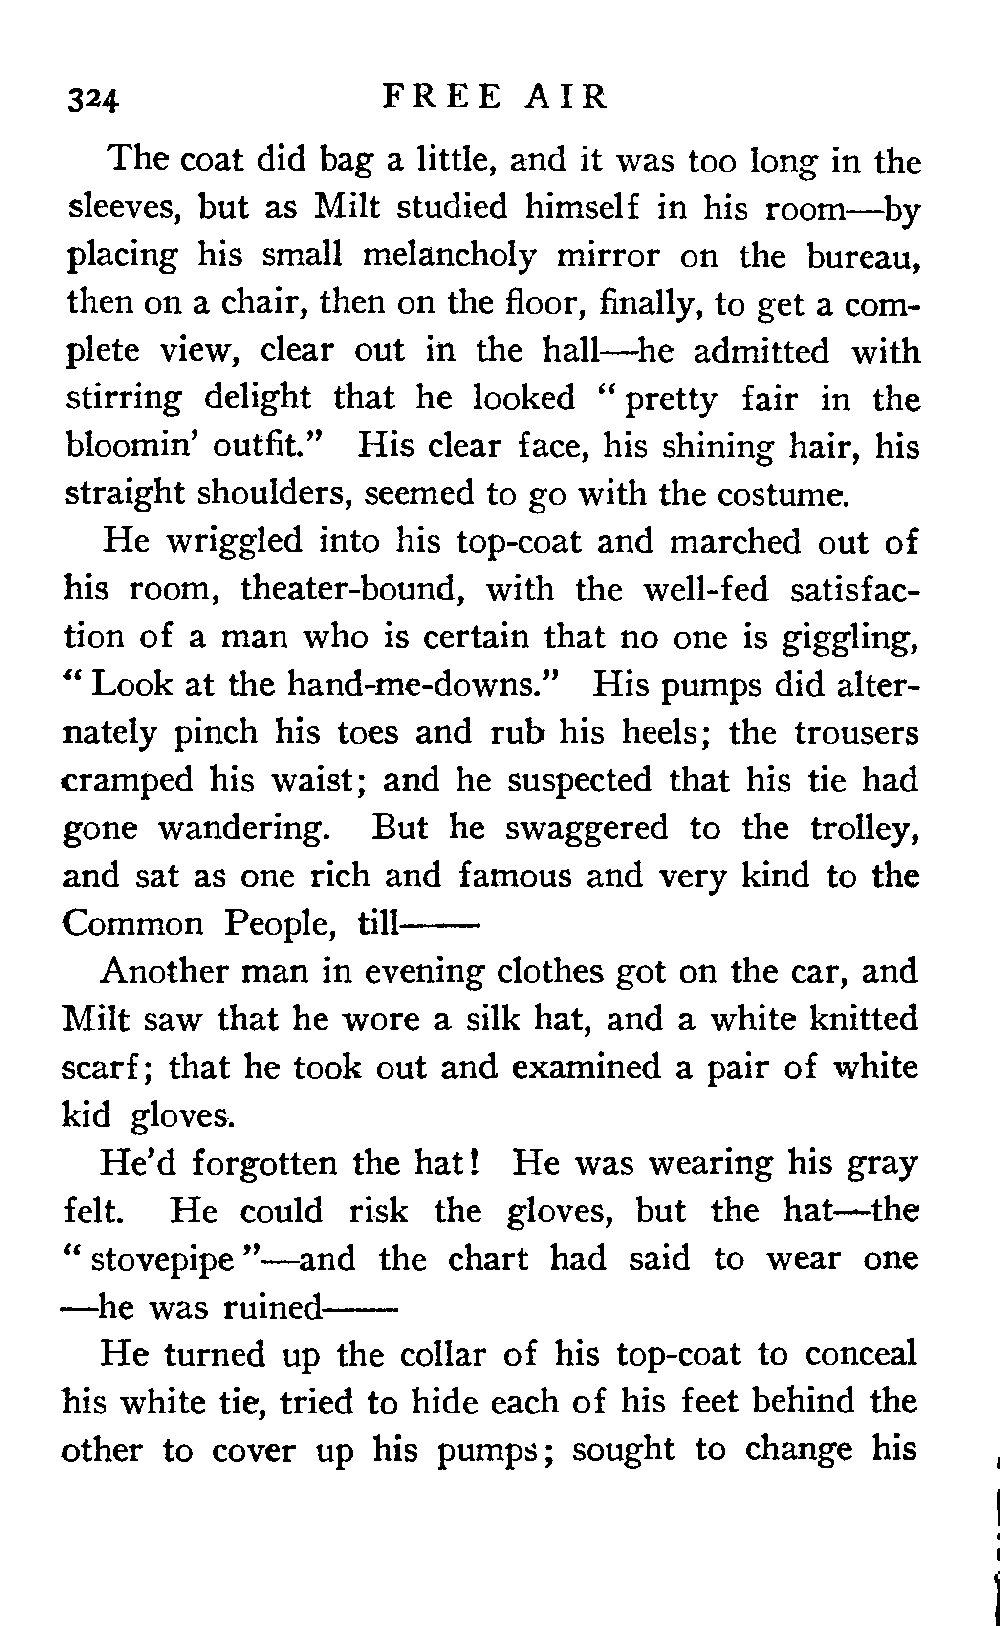 324 FREE AIR
The coat did bag a little, and it was too long in the
sleeves, but as Milt studied himself in his room—by
placing his small melancholy mirror on the bureau,
then on a chair, then on the floor, finally, to get a com-
plete view, clear out in the hall—he admitted with
stirring delight that he looked “pretty fair in the
bloomin’ outfit.” His clear face, his shining hair, his
straight shoulders, seemed to go with the costume.
He wriggled into his top-coat and marched out of
his room, theater-bound, with the well-fed satisfac-
tion of a man who is certain that no one is giggling,
“Look at the hand-me-downs.” His pumps did alter-
nately pinch his toes and rub his heels; the trousers
cramped his waist; and he suspected that his tie had
gone wandering. But he swaggered to the trolley,
and sat as one rich and famous and very kind to the
Common People, till——
Another man in evening clothes got on the car, and
Milt saw that he wore a silk hat, and a white knitted
scarf; that he took out and examined a pair of white
kid gloves.
He’d forgotten the hat! He was wearing his gray
felt. He could risk the gloves, but the hat—the
“stovepipe”—and the chart had said to wear one
—he was ruined——
He turned up the collar of his top-coat to conceal
his white tie, tried to hide each of his feet behind the
other to cover up his pumps; sought to change his